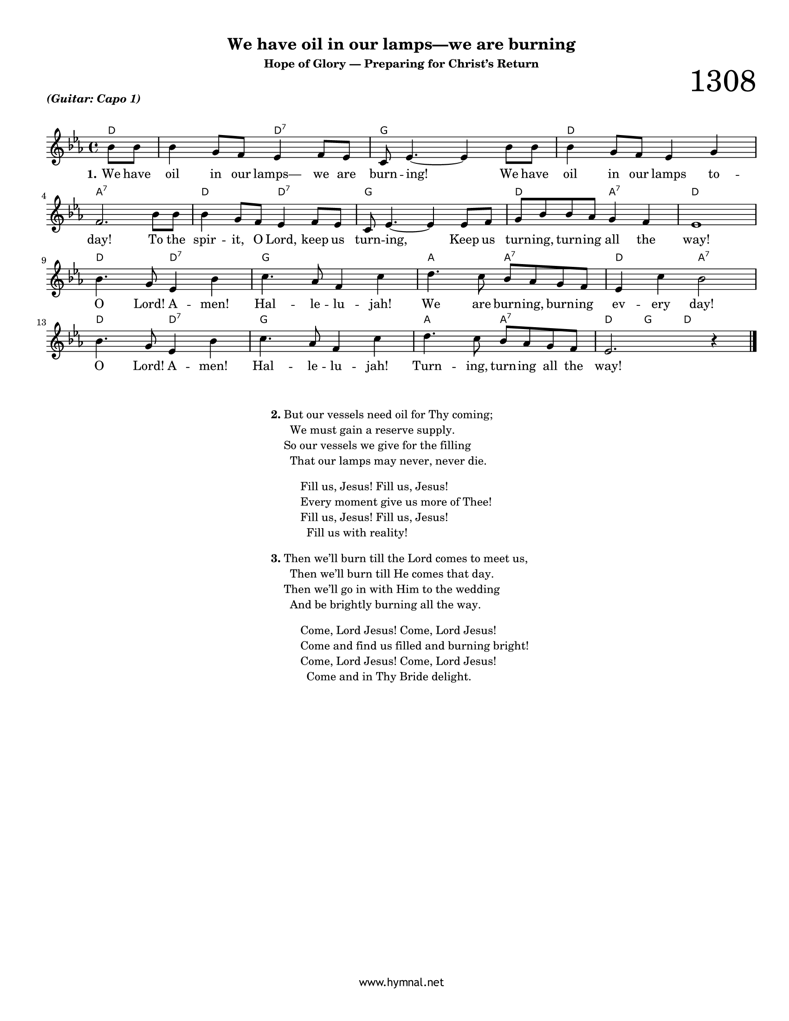 We have oil in our lamps—we are burning
Hope of Glory — Preparing for Christ's Return
1308
(Guitar: Capo 1)
D D7 G D
1. We have oil in our lamps— we are burn - ing! We have oil in our lamps to -
4 A7 D D7 G D A7 D
day! To the spir - it, O Lord, keep us turn-ing, Keep us turning, turning all the way!
9 D D7 G A A7 D A7
O Lord! A - men! Hal - le - lu - jah! We are burning, burning ev - ery day!
13 D D7 G A A7 D G D
O Lord! A - men! Hal - le - lu - jah! Turn - ing, turning all the way!
2. But our vessels need oil for Thy coming;
We must gain a reserve supply.
So our vessels we give for the filling
That our lamps may never, never die.
Fill us, Jesus! Fill us, Jesus!
Every moment give us more of Thee!
Fill us, Jesus! Fill us, Jesus!
Fill us with reality!
3. Then we'll burn till the Lord comes to meet us,
Then we'll burn till He comes that day.
Then we'll go in with Him to the wedding
And be brightly burning all the way.
Come, Lord Jesus! Come, Lord Jesus!
Come and find us filled and burning bright!
Come, Lord Jesus! Come, Lord Jesus!
Come and in Thy Bride delight.
www.hymnal.net